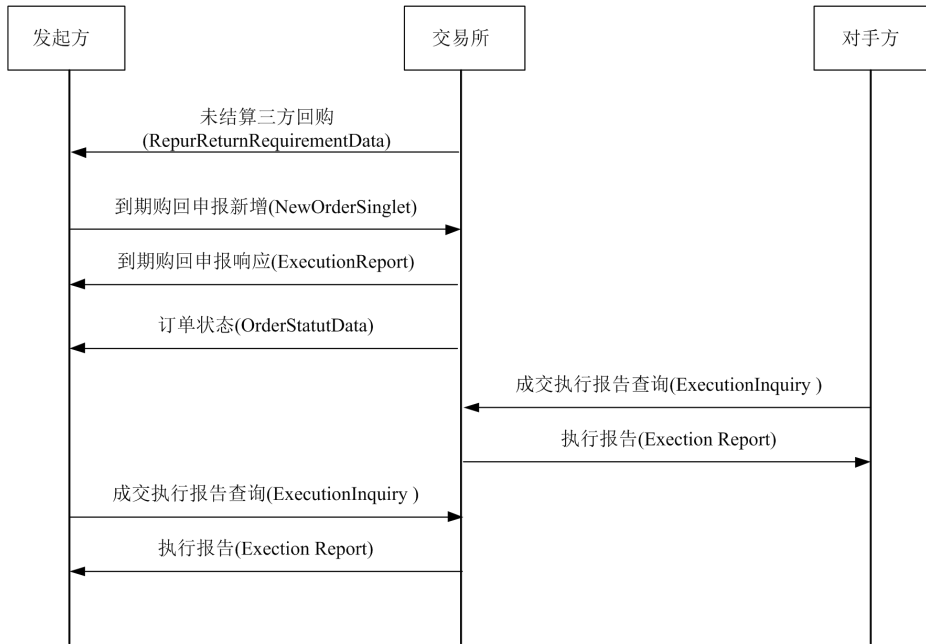 发起方
交易所
对手方
未结算三方回购
(RepurReturnRequirementData)
到期购回申报新增(NewOrderSinglet)
到期购回申报响应(ExecutionReport)
订单状态(OrderStatutData)
成交执行报告查询(ExecutionInquiry )
执行报告(Exection Report)
成交执行报告查询(ExecutionInquiry )
执行报告(Exection Report)